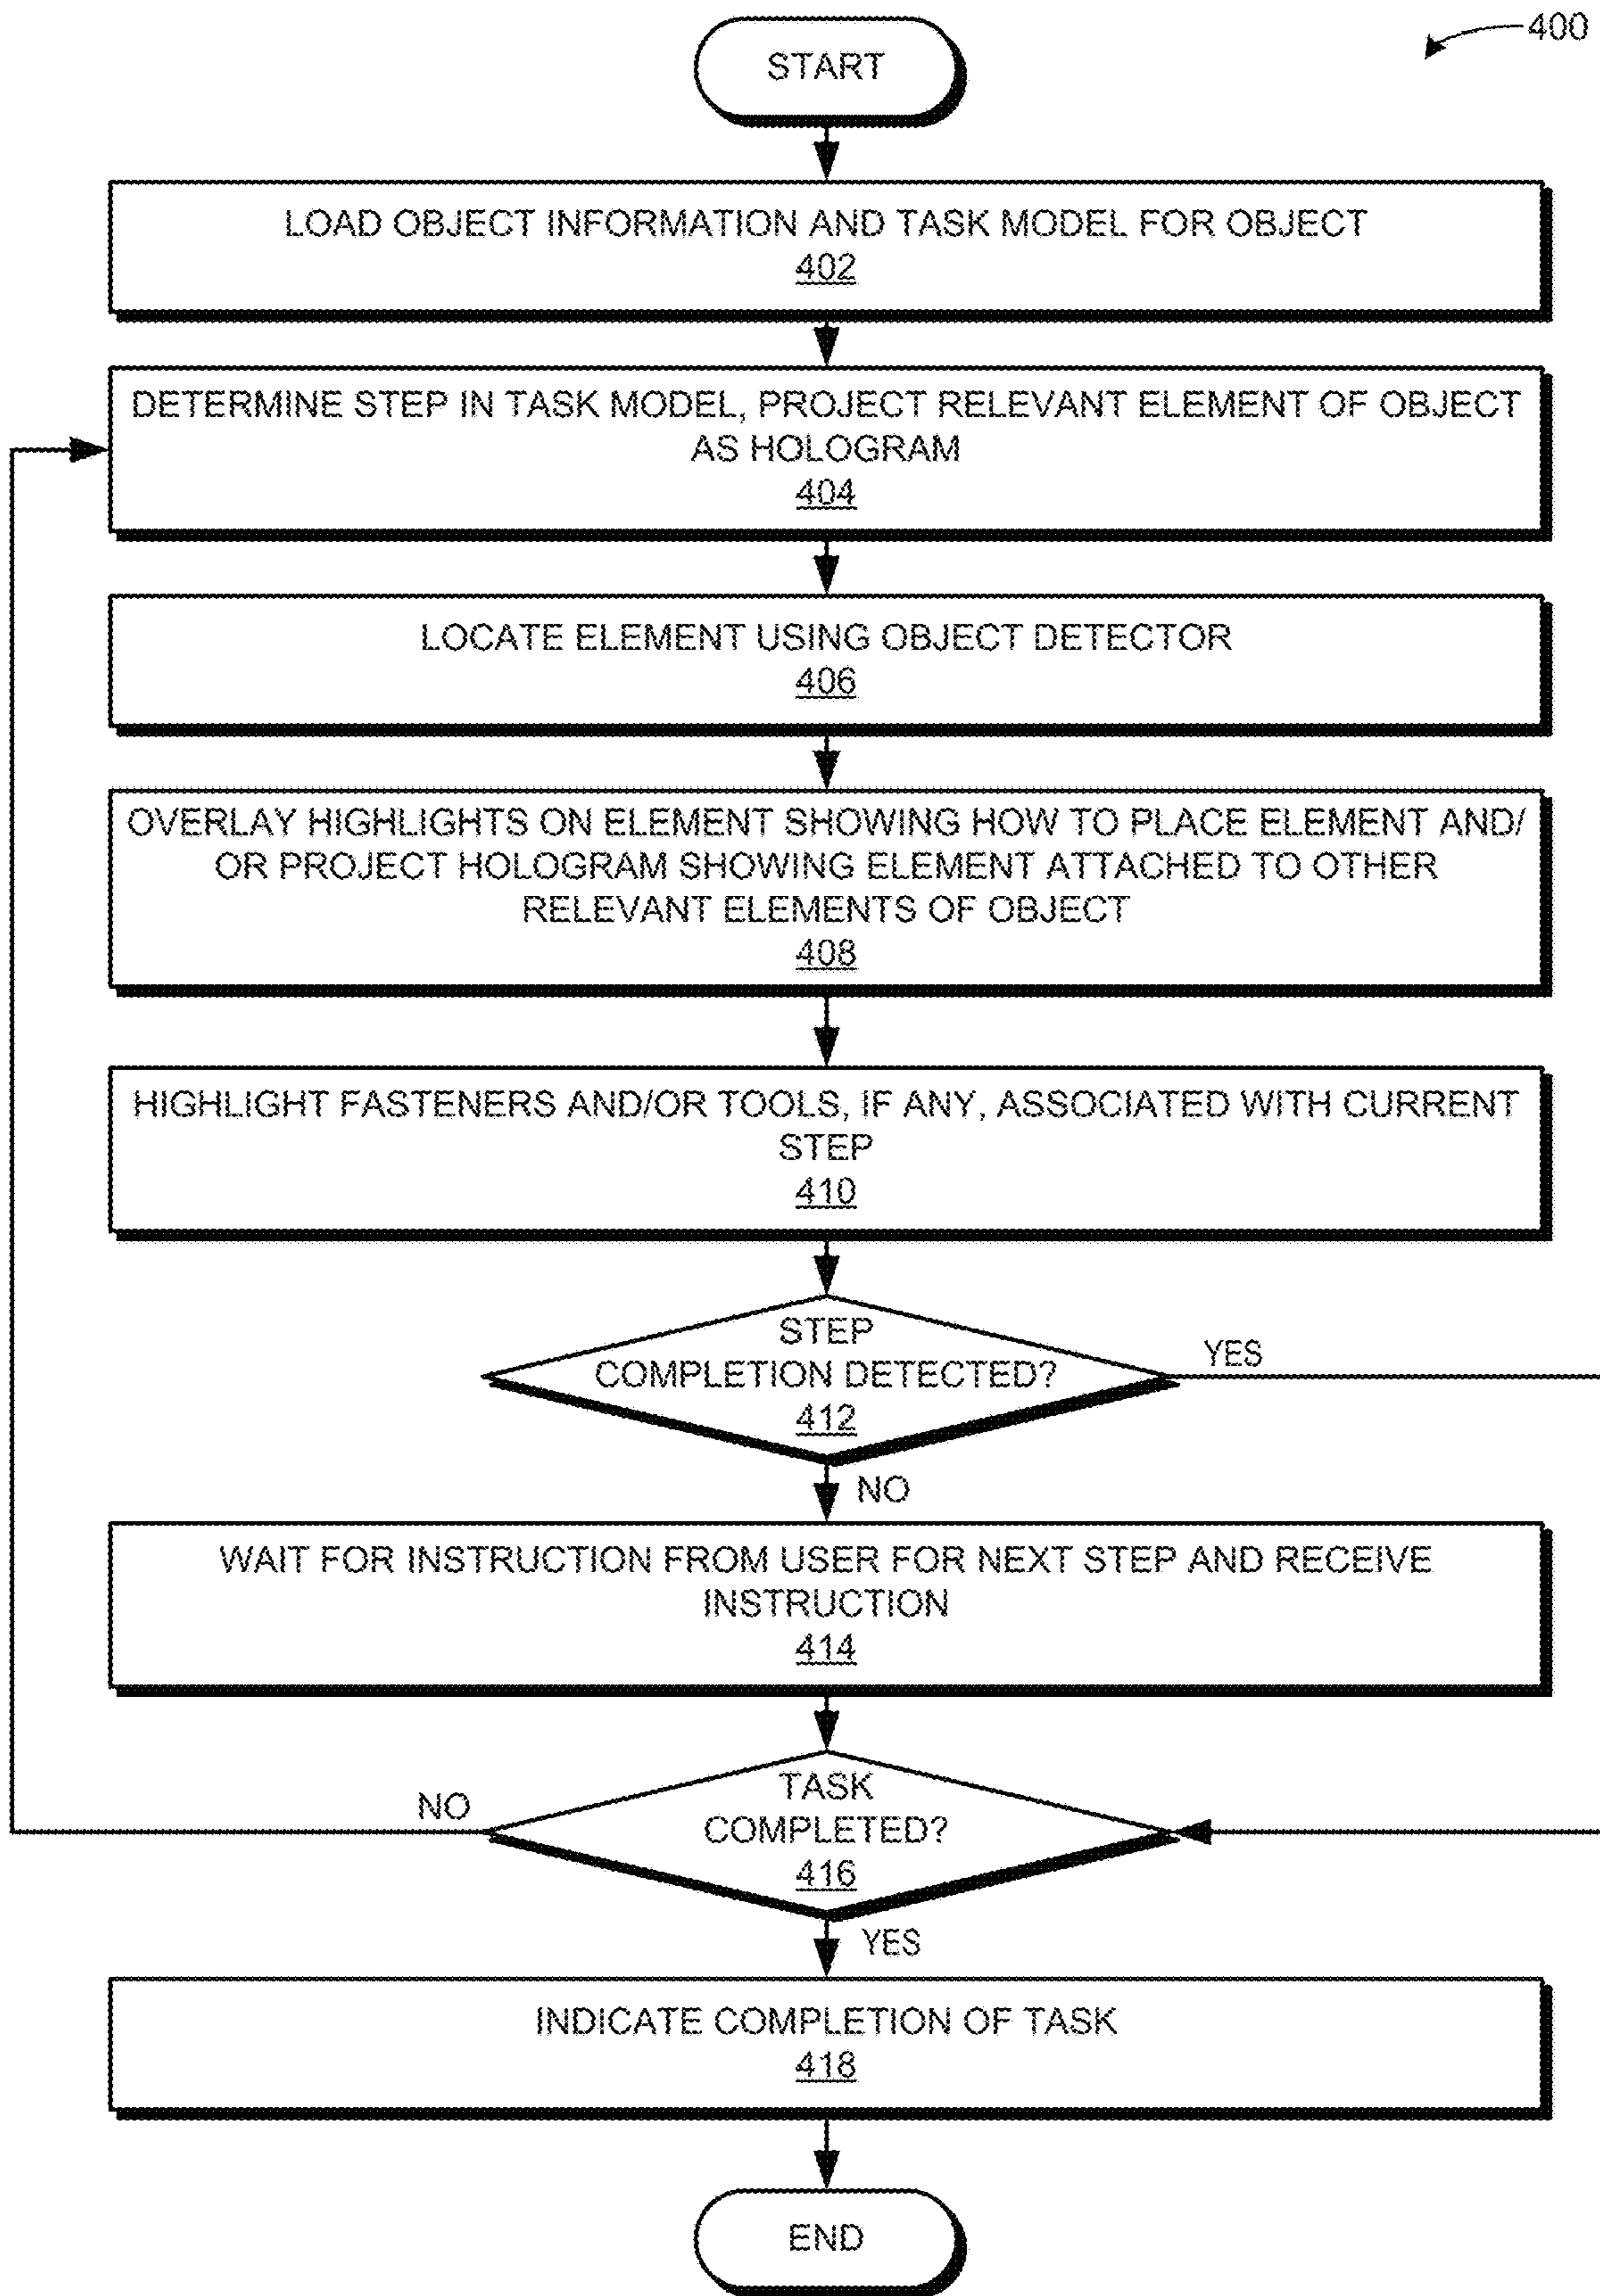 400
START
LOAD OBJECT INFORMATION AND TASK MODEL FOR OBJECT
402
DETERMINE STEP IN TASK MODEL, PROJECT RELEVANT ELEMENT OF OBJECT
AS HOLOGRAM
404
LOCATE ELEMENT USING OBJECT DETECTOR
406
OVERLAY HIGHLIGHTS ON ELEMENT SHOWING HOW TO PLACE ELEMENT AND/
OR PROJECT HOLOGRAM SHOWING ELEMENT ATTACHED TO OTHER
RELEVANT ELEMENTS OF OBJECT
408
HIGHLIGHT FASTENERS AND/OR TOOLS, IF ANY, ASSOCIATED WITH CURRENT
STEP
410
STEP
COMPLETION DETECTED?
412
YES
NO
WAIT FOR INSTRUCTION FROM USER FOR NEXT STEP AND RECEIVE
INSTRUCTION
414
TASK
COMPLETED?
416
NO
YES
INDICATE COMPLETION OF TASK
418
END